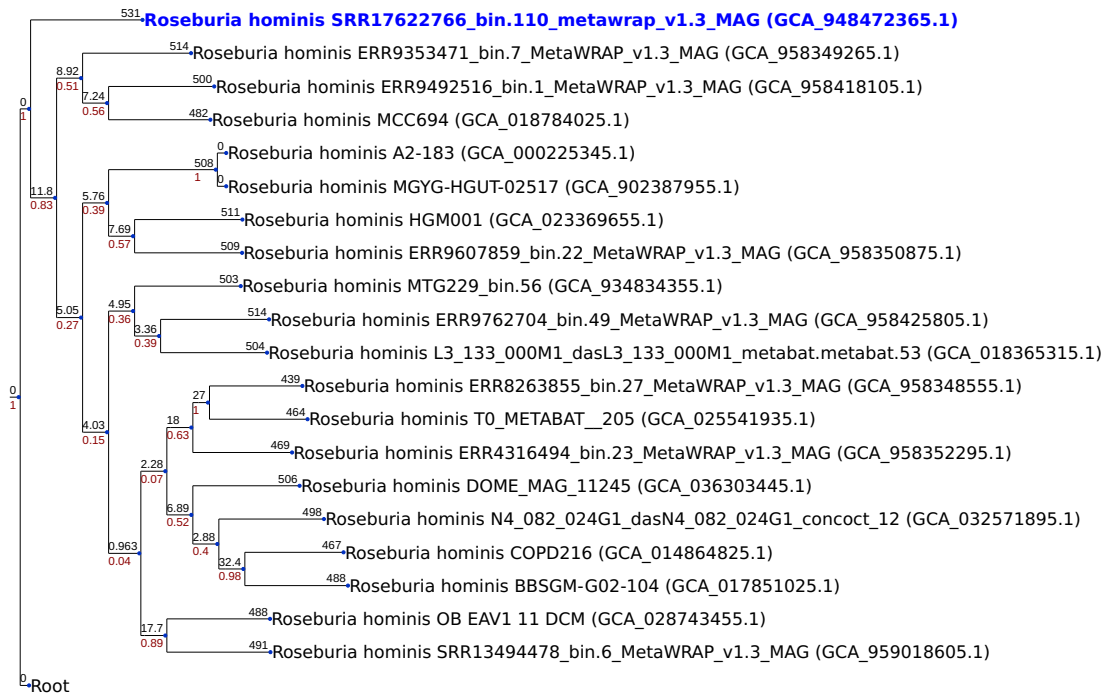 531 Roseburia hominis SRR17622766_bin.110_metawrap_v1.3_MAG (GCA_948472365.1)
514 Roseburia hominis ERR9353471_bin.7_MetaWRAP_v1.3_MAG (GCA_958349265.1)
8.92
0.51
500 Roseburia hominis ERR9492516_bin.1_MetaWRAP_v1.3_MAG (GCA_958418105.1)
7.24
0.56
0
1
482 Roseburia hominis MCC694 (GCA_018784025.1)
0 Roseburia hominis A2-183 (GCA_000225345.1)
508
1
0 Roseburia hominis MGYG-HGUT-02517 (GCA_902387955.1)
11.8
0.83
5.76
0.39
511 Roseburia hominis HGM001 (GCA_023369655.1)
7.69
0.57
509 Roseburia hominis ERR9607859_bin.22_MetaWRAP_v1.3_MAG (GCA_958350875.1)
503 Roseburia hominis MTG229_bin.56 (GCA_934834355.1)
5.05
0.27
4.95
0.36
514 Roseburia hominis ERR9762704_bin.49_MetaWRAP_v1.3_MAG (GCA_958425805.1)
3.36
0.39
504 Roseburia hominis L3_133_000M1_dasL3_133_000M1_metabat.metabat.53 (GCA_018365315.1)
439 Roseburia hominis ERR8263855_bin.27_MetaWRAP_v1.3_MAG (GCA_958348555.1)
0
1
27
1
464 Roseburia hominis T0_METABAT__205 (GCA_025541935.1)
4.03
0.15
18
0.63
469 Roseburia hominis ERR4316494_bin.23_MetaWRAP_v1.3_MAG (GCA_958352295.1)
2.28
0.07
506 Roseburia hominis DOME_MAG_11245 (GCA_036303445.1)
6.89
0.52
498 Roseburia hominis N4_082_024G1_dasN4_082_024G1_concoct_12 (GCA_032571895.1)
2.88
0.4
467 Roseburia hominis COPD216 (GCA_014864825.1)
0.963
0.04
32.4
0.98
488 Roseburia hominis BBSGM-G02-104 (GCA_017851025.1)
488 Roseburia hominis OB EAV1 11 DCM (GCA_028743455.1)
17.7
0.89
491 Roseburia hominis SRR13494478_bin.6_MetaWRAP_v1.3_MAG (GCA_959018605.1)
0 Root